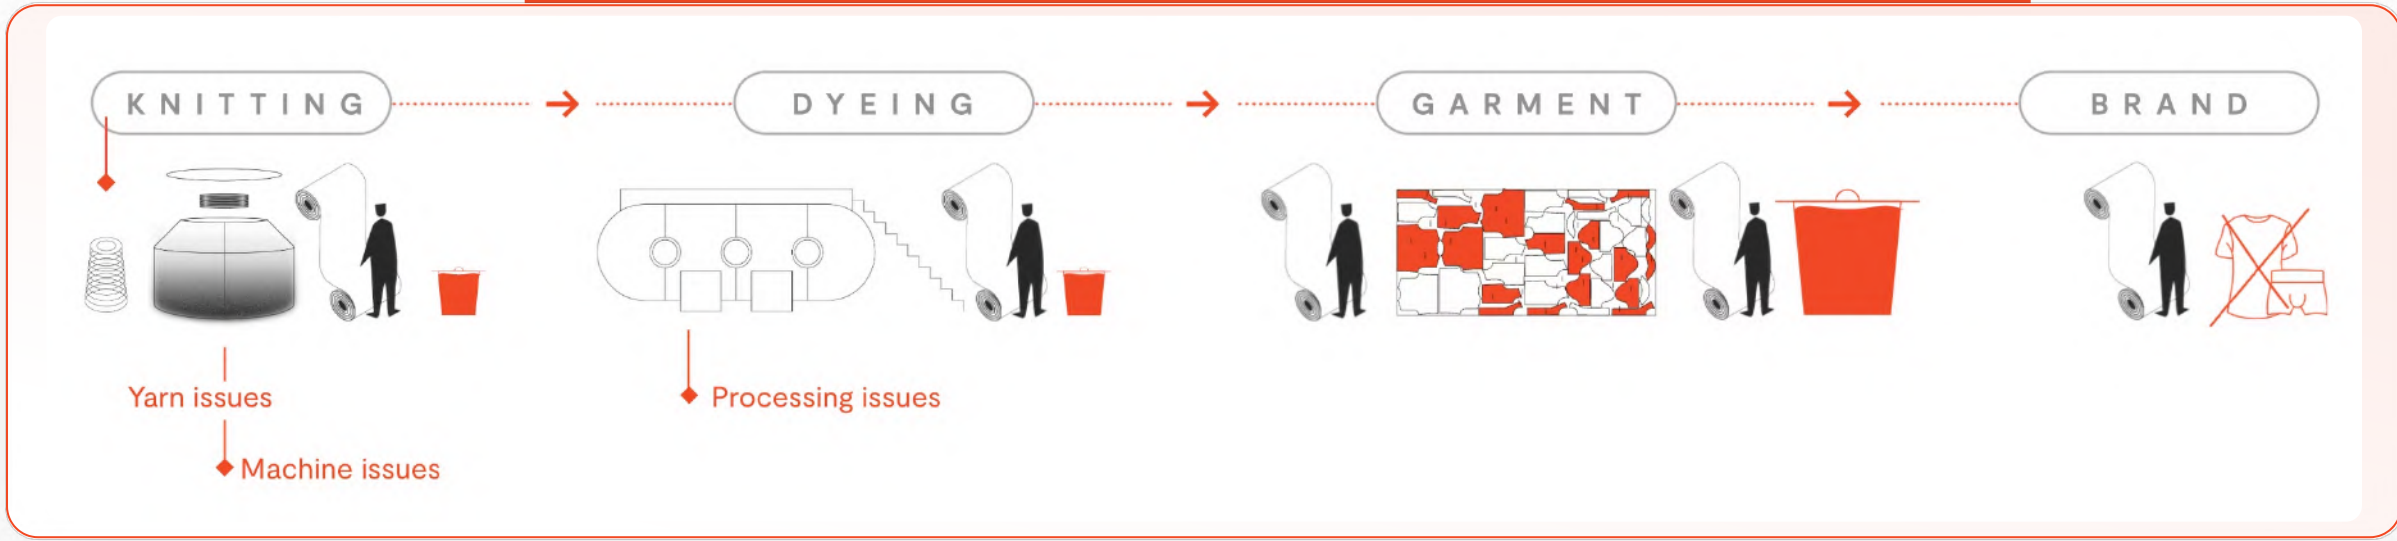 KNITTING
DYEING
GARMENT
BRAND
Yarn issues
Processing issues
Machine issues